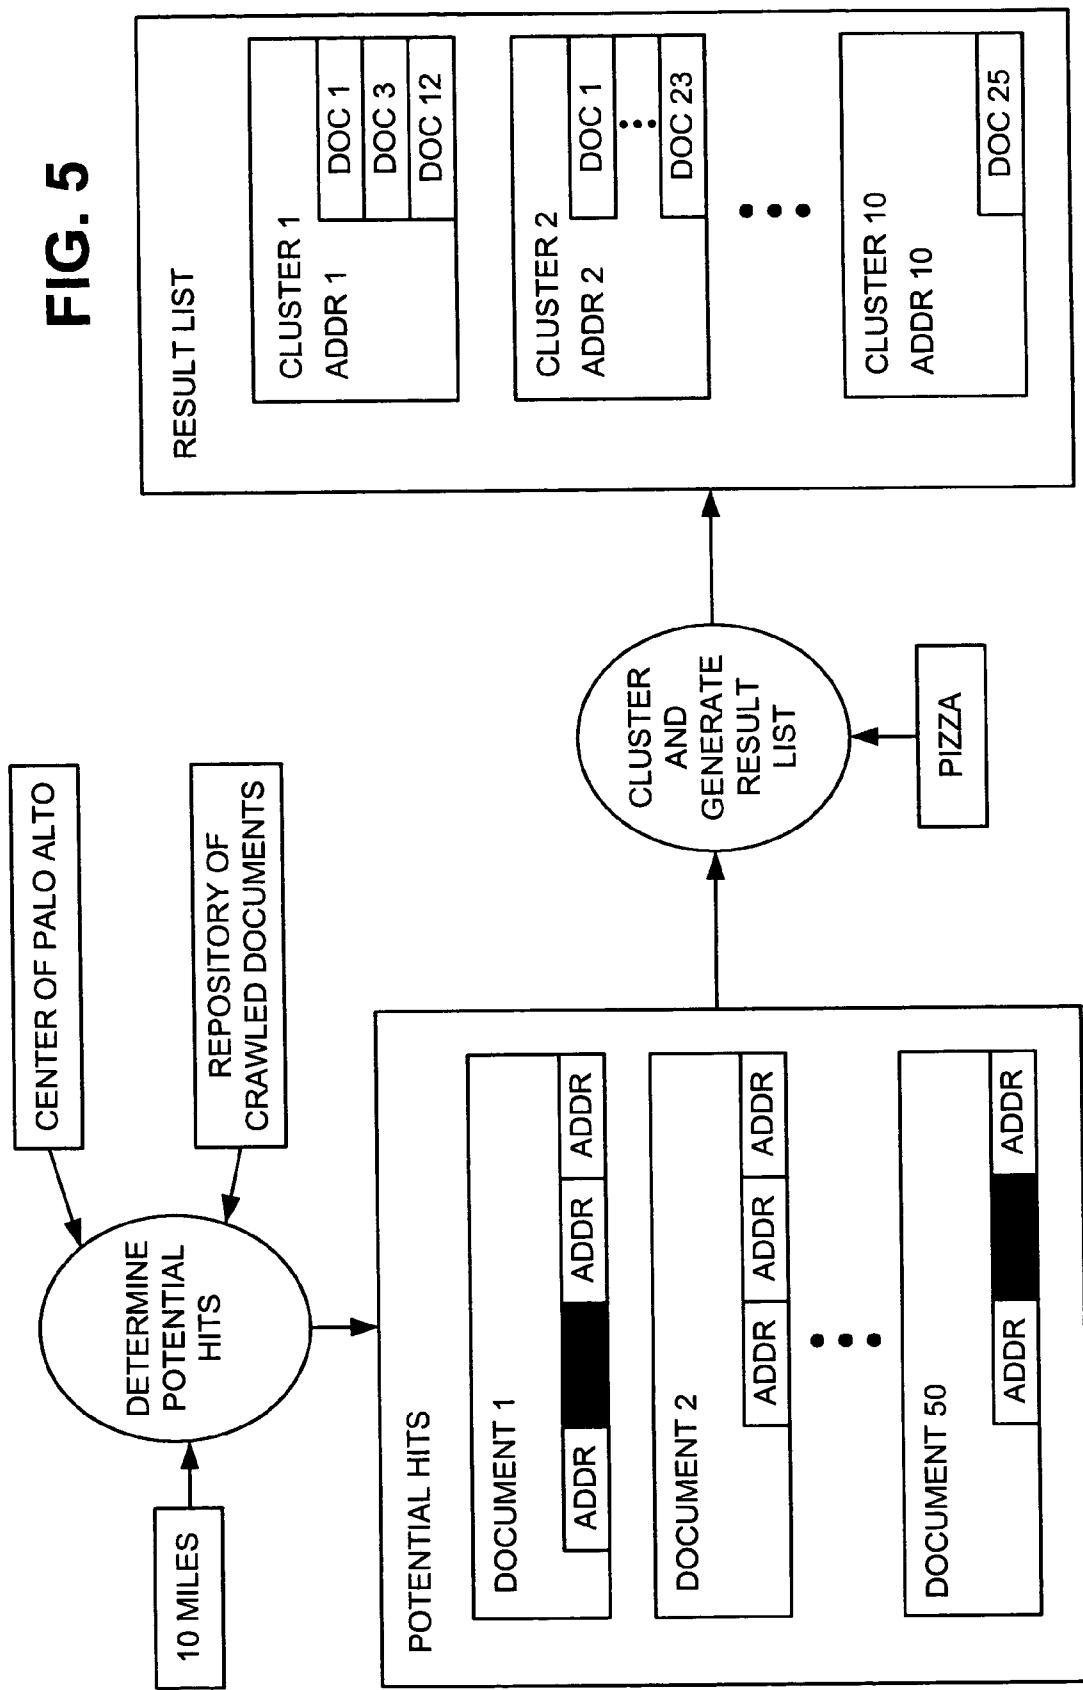 FIG. 5
10 MILES
DETERMINE
POTENTIAL
HITS
CENTER OF PALO ALTO
REPOSITORY OF
CRAWLED DOCUMENTS
POTENTIAL HITS
DOCUMENT 1
ADDR ADDR ADDR
DOCUMENT 2
ADDR ADDR ADDR
DOCUMENT 50
ADDR ADDR
CLUSTER
AND
GENERATE
RESULT
LIST
PIZZA
RESULT LIST
CLUSTER 1
ADDR 1
DOC 1
DOC 3
DOC 12
CLUSTER 2
ADDR 2
DOC 1
DOC 23
CLUSTER 10
ADDR 10
DOC 25